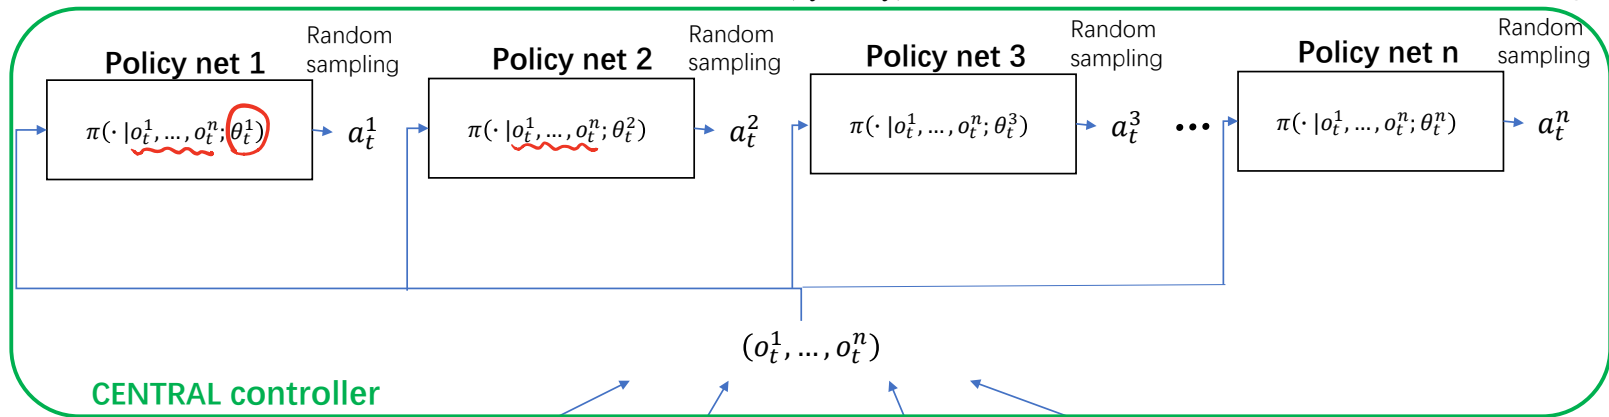 Policy net 1
Random
sampling
π(· |o_t^1, ..., o_t^n; θ_t^1)
a_t^1
Policy net 2
Random
sampling
π(· |o_t^1, ..., o_t^n; θ_t^2)
a_t^2
Policy net 3
Random
sampling
π(· |o_t^1, ..., o_t^n; θ_t^3)
a_t^3
•••
Policy net n
Random
sampling
π(· |o_t^1, ..., o_t^n; θ_t^n)
a_t^n
(o_t^1, ..., o_t^n)
CENTRAL controller